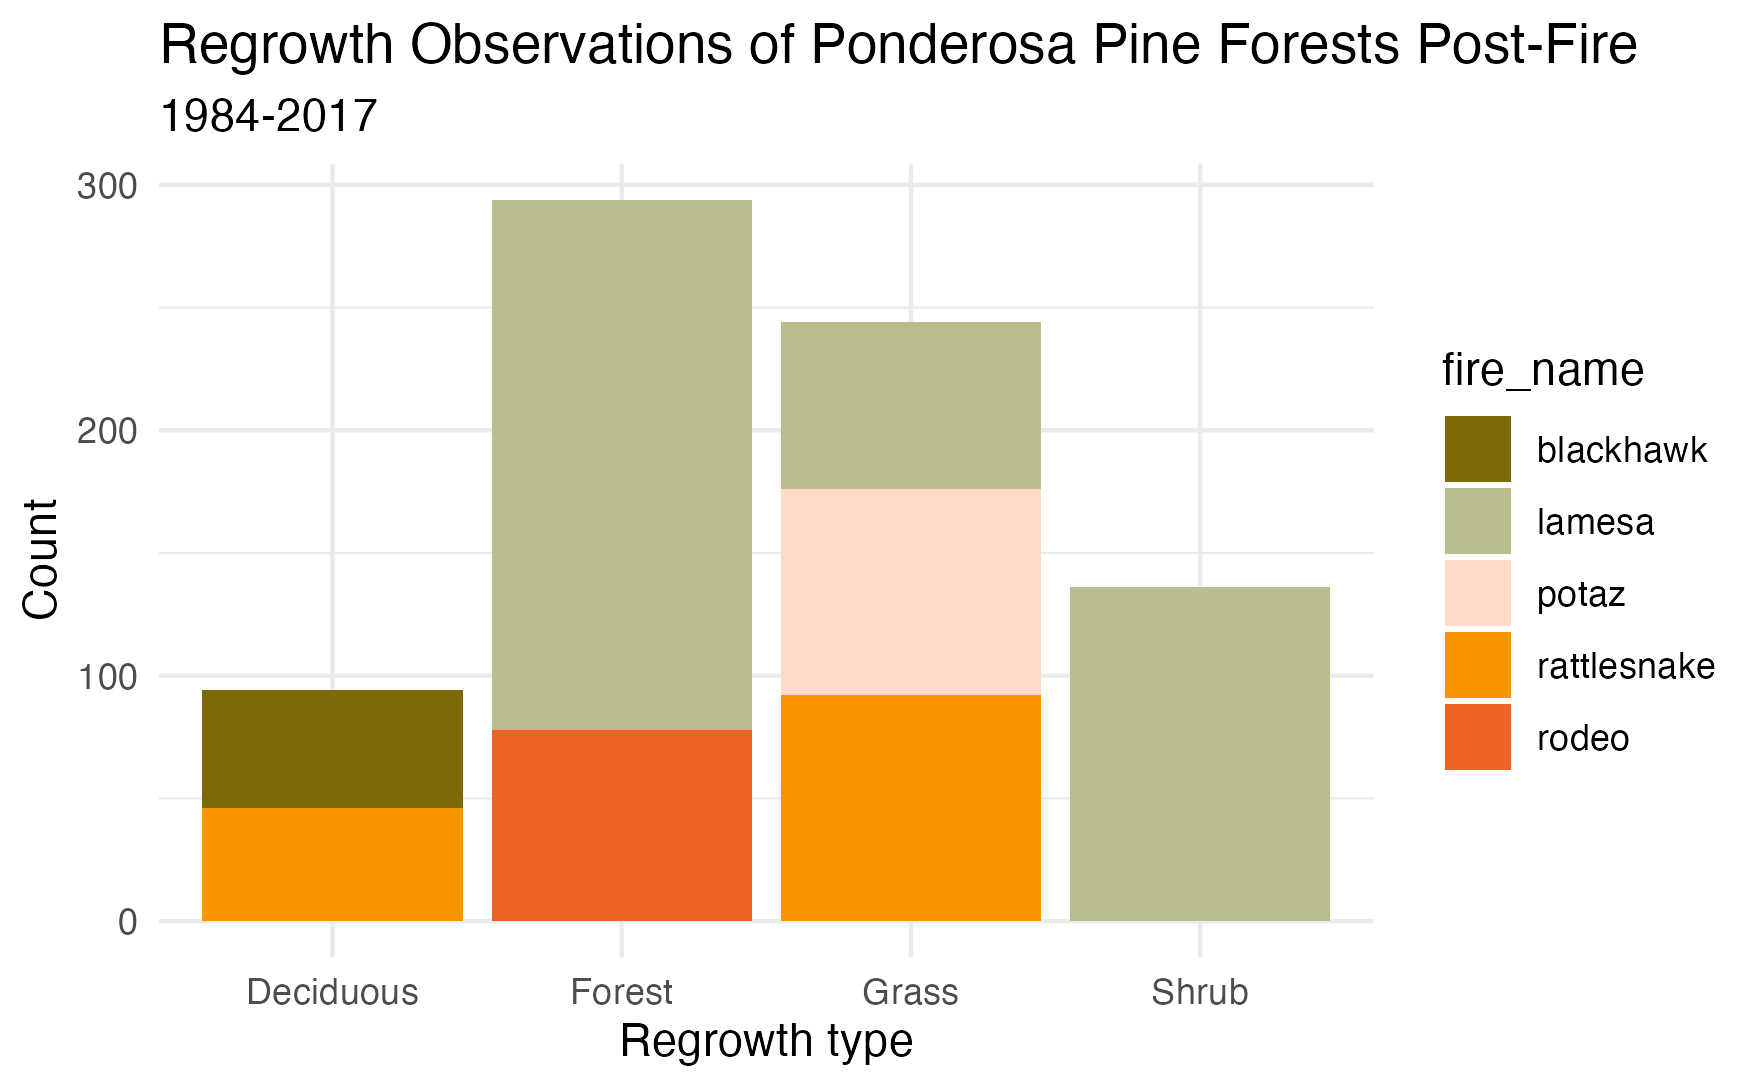 Regrowth Observations of Ponderosa Pine Forests Post-Fire
1984-2017
300
200
100
0
Count
Deciduous Forest Grass Shrub
Regrowth type
fire_name
blackhawk
lamesa
potaz
rattlesnake
rodeo